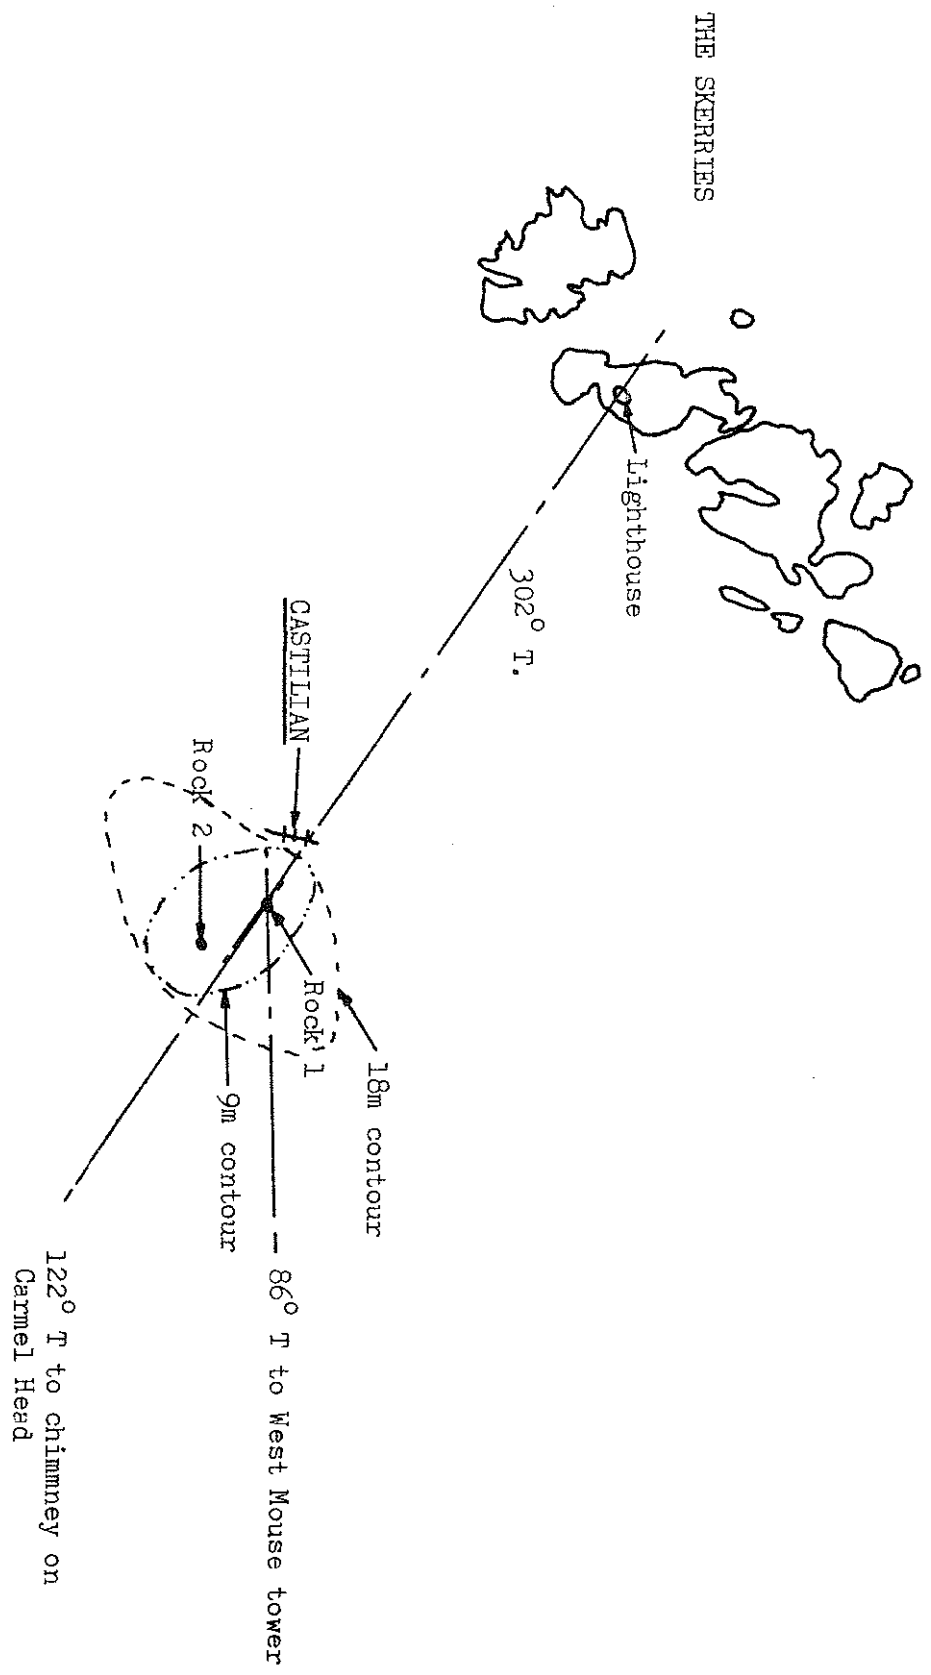 THE SKERRIES
Lighthouse
302° T.
CASTILIAN
Rock 2
Rock 1
18m contour
9m contour
86° T to West Mouse tower
122° T to chimmney on
Carmel Head